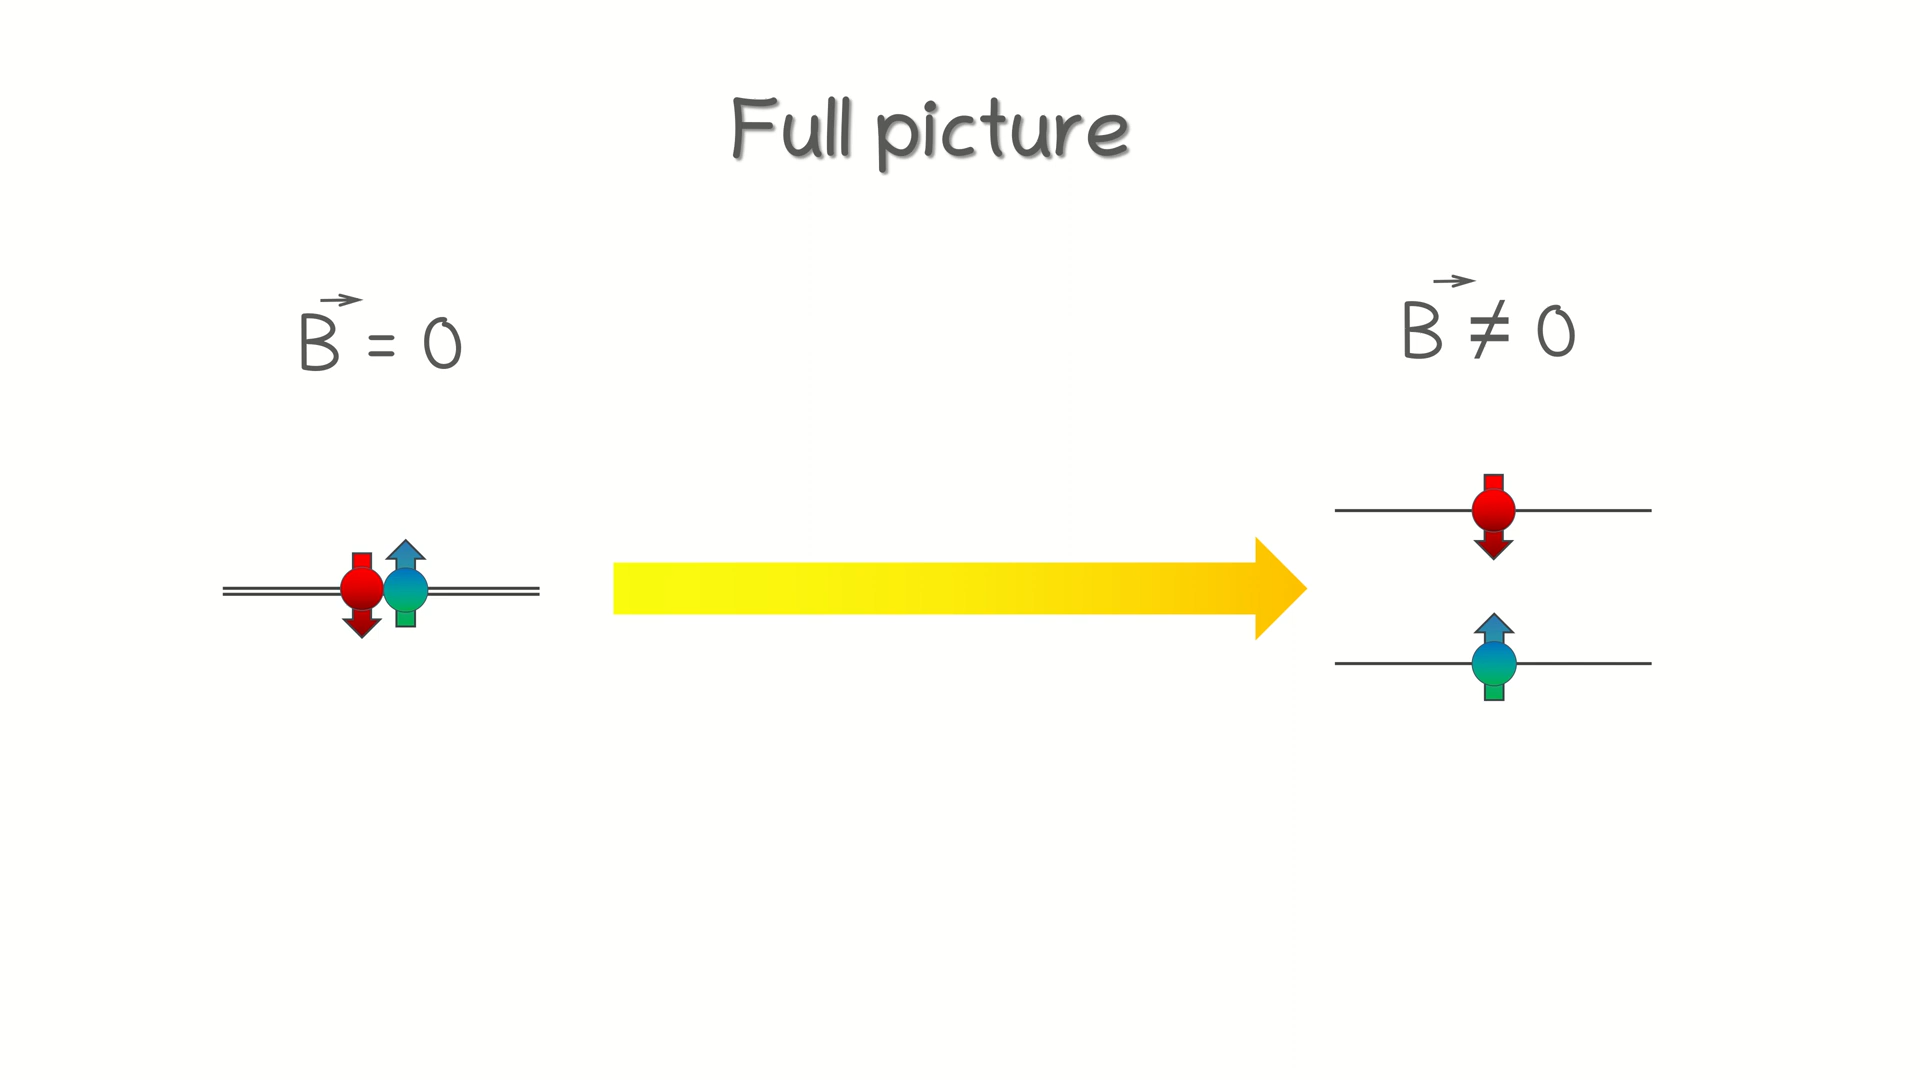 Full picture
B⃗ = 0
B⃗ ≠ 0